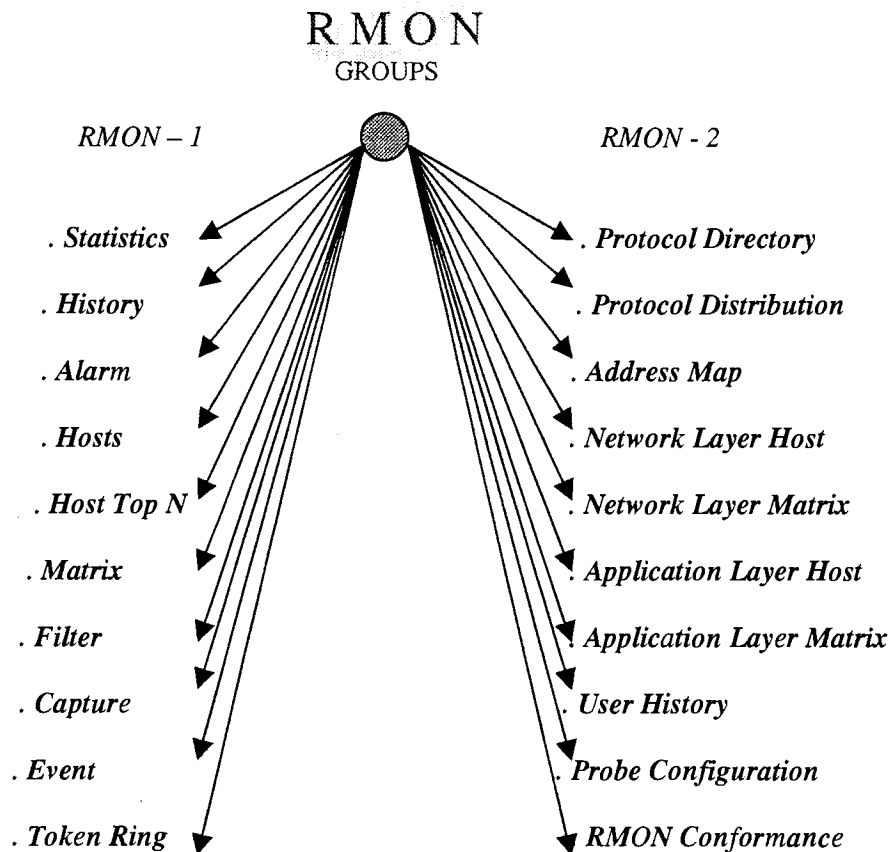 R M O N
GROUPS
RMON – 1
RMON - 2
. Statistics
. History
. Alarm
. Hosts
. Host Top N
. Matrix
. Filter
. Capture
. Event
. Token Ring
. Protocol Directory
. Protocol Distribution
. Address Map
. Network Layer Host
. Network Layer Matrix
. Application Layer Host
. Application Layer Matrix
. User History
. Probe Configuration
. RMON Conformance